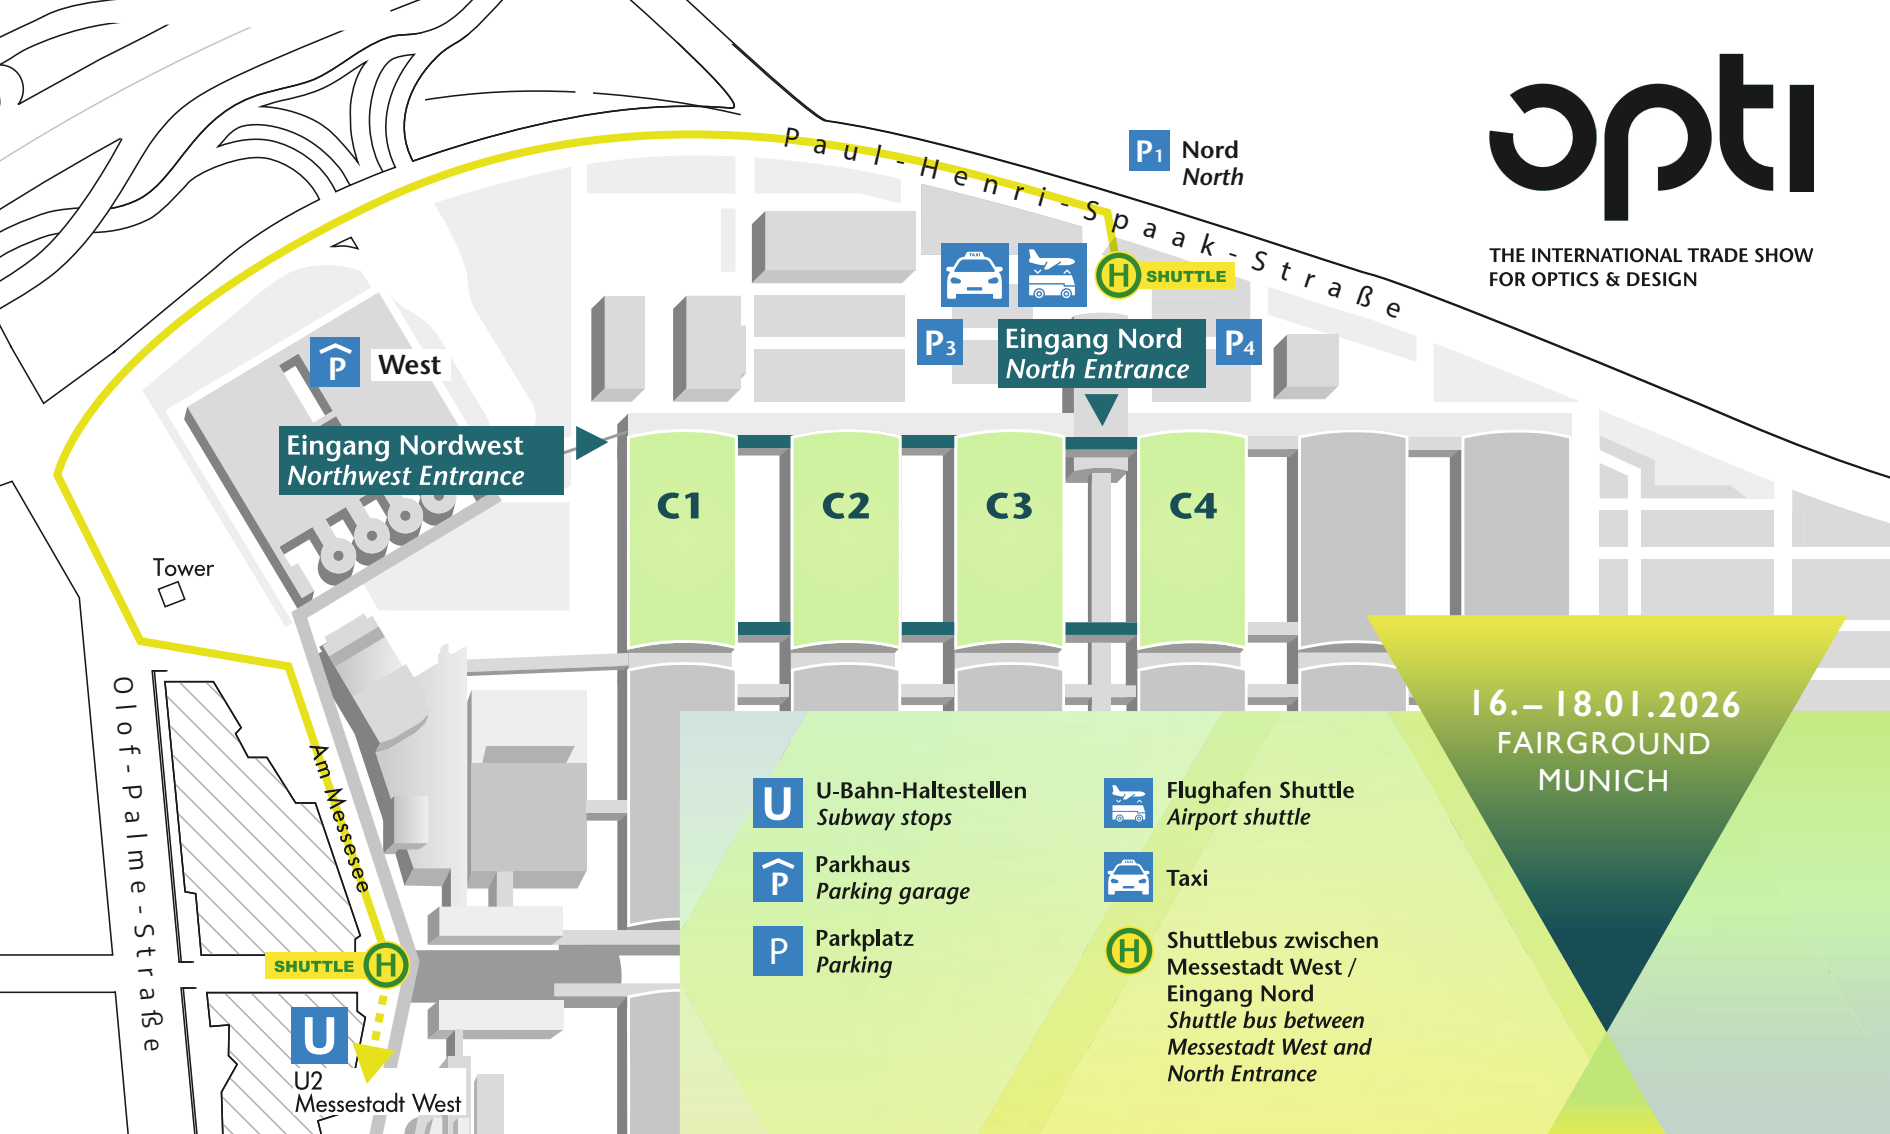 opti
THE INTERNATIONAL TRADE SHOW
FOR OPTICS & DESIGN
Paul-Henri-Spaak-Straße
P1 Nord
North
SHUTTLE
H
TAXI
P3
Eingang Nord
North Entrance
P4
P West
Eingang Nordwest
Northwest Entrance
C1 C2 C3 C4
Tower
Olof-Palme-Straße
Am Messesee
SHUTTLE H
U
U2
Messestadt West
16.–18.01.2026
FAIRGROUND
MUNICH
U U-Bahn-Haltestellen
Subway stops
P Parkhaus
Parking garage
P Parkplatz
Parking
Flughafen Shuttle
Airport shuttle
TAXI
Taxi
H Shuttlebus zwischen
Messestadt West /
Eingang Nord
Shuttle bus between
Messestadt West and
North Entrance